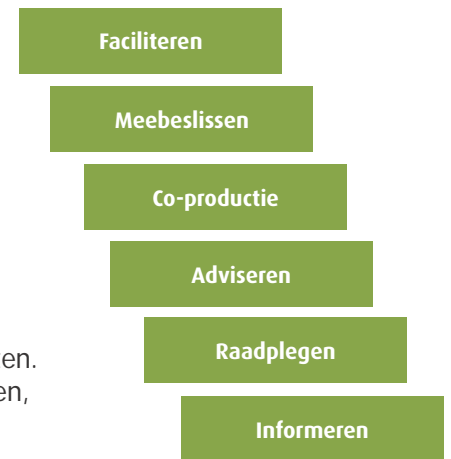 Faciliteren
Meebeslissen
Co-productie
Adviseren
Raadplegen
Informeren